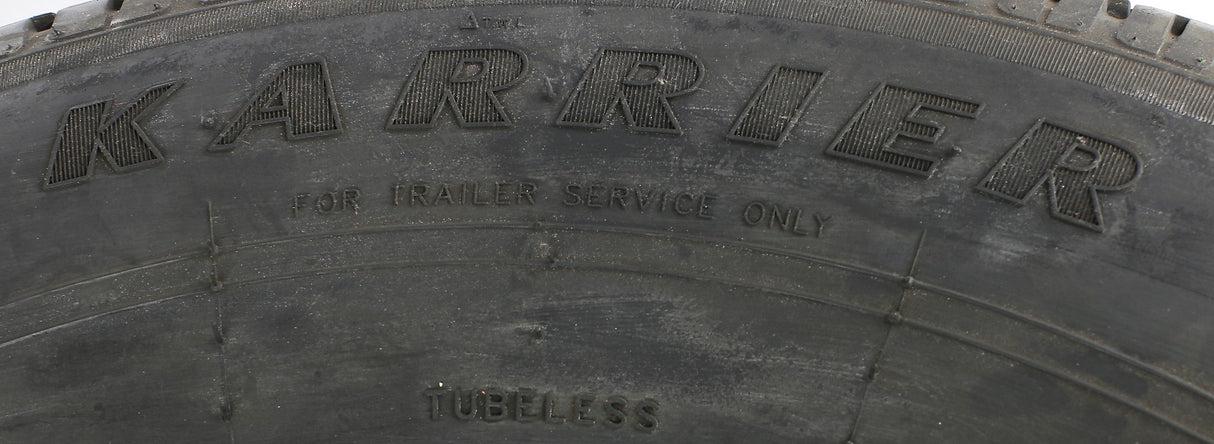 KARRIER
FOR TRAILER SERVICE ONLY
TUBELESS